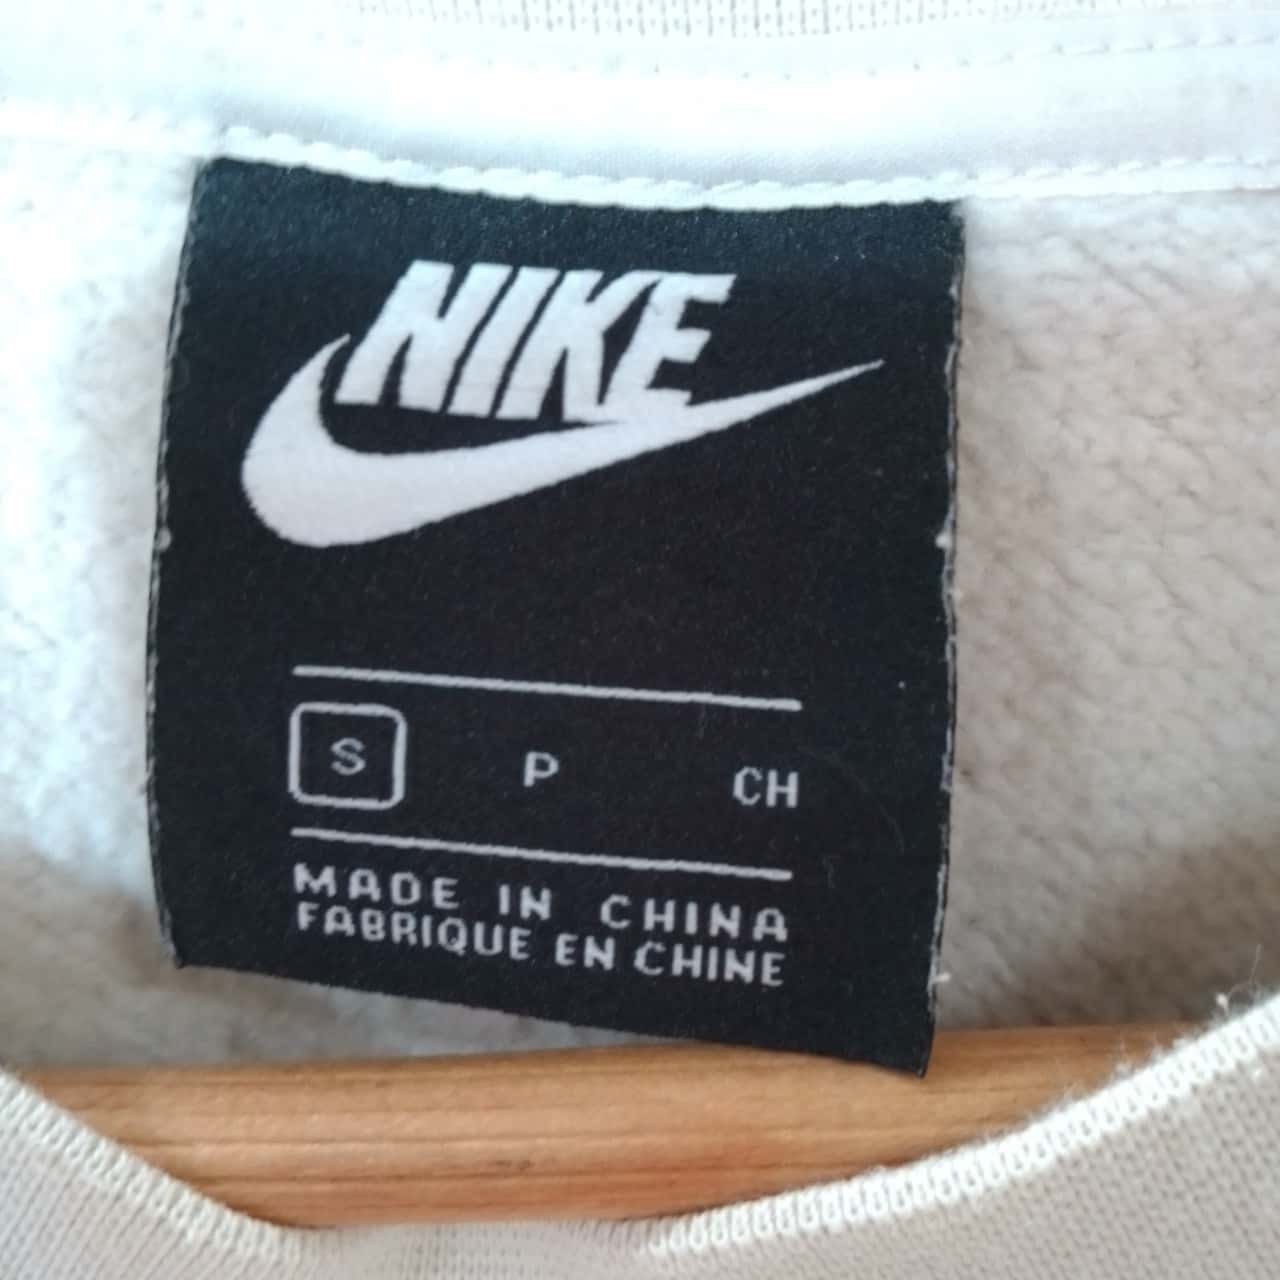 NIKE
S P CH
MADE IN CHINA
FABRIQUE EN CHINE